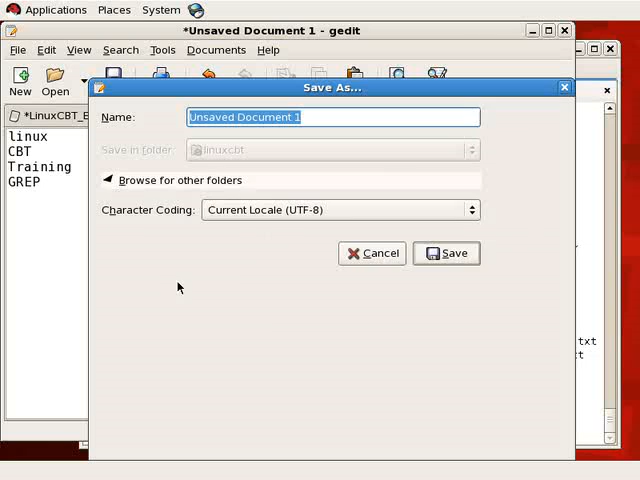 Applications Places System
*Unsaved Document 1 - gedit
File Edit View Search Tools Documents Help
New Open
Save As...
*LinuxCBT_E
Name: Unsaved Document 1
linux
CBT
Training
GREP
Save in folder: linuxcbt
Browse for other folders
Character Coding: Current Locale (UTF-8)
Cancel Save
txt